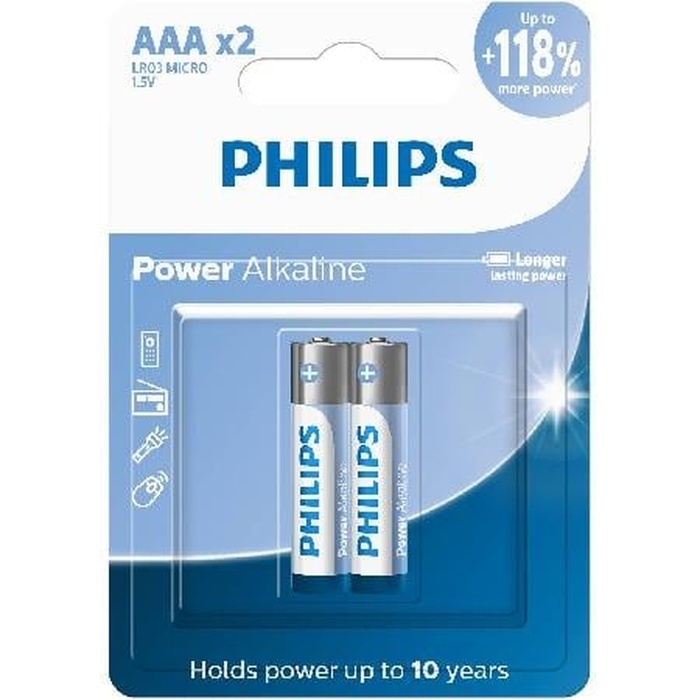 AAA x2
LR03 MICRO
1.5V
Up to
+118%
more power*
PHILIPS
Power Alkaline
Longer
lasting power
PHILIPS
Power Alkaline
PHILIPS
Power Alkaline
Holds power up to 10 years